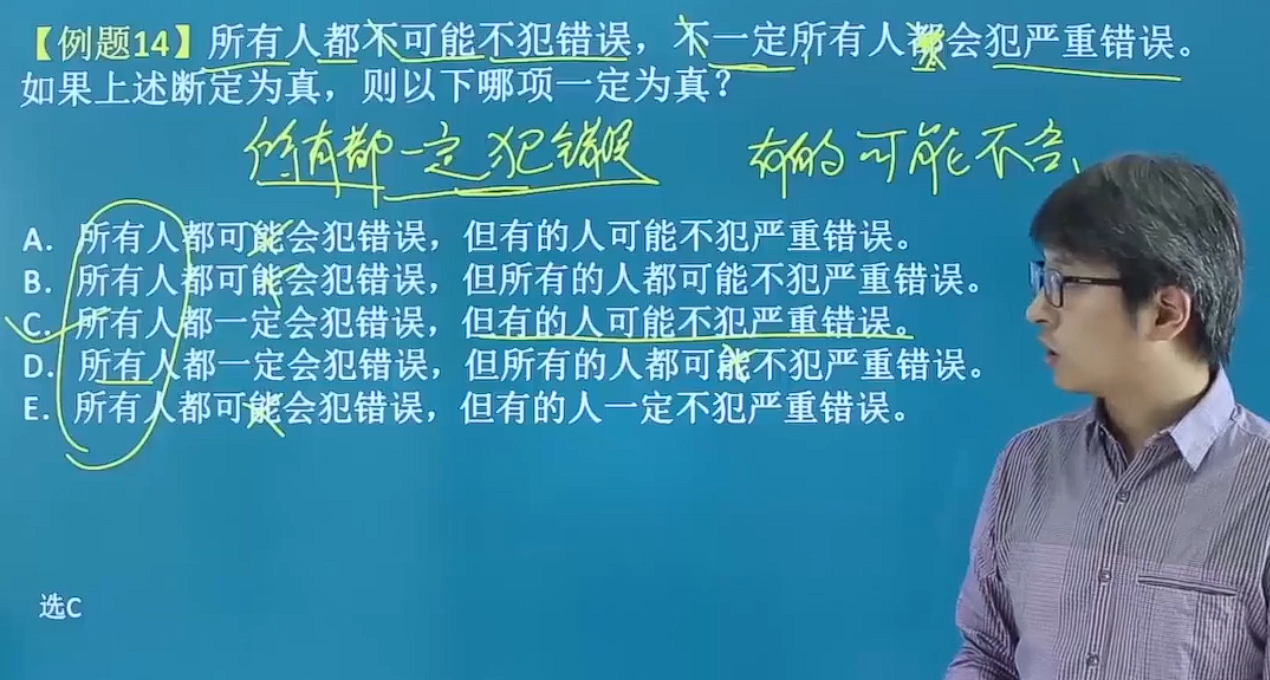 【例题14】所有人都不可能不犯错误，不一定所有人都会犯严重错误。
如果上述断定为真，则以下哪项一定为真？
所有都一定犯错误 有的可能不会
A. 所有人都可能会犯错误，但有的人可能不犯严重错误。
B. 所有人都可能会犯错误，但所有的人都可能不犯严重错误。
C. 所有人都一定会犯错误，但有的人可能不犯严重错误。
D. 所有人都一定会犯错误，但所有的人都可能不犯严重错误。
E. 所有人都可能会犯错误，但有的人一定不犯严重错误。
选C